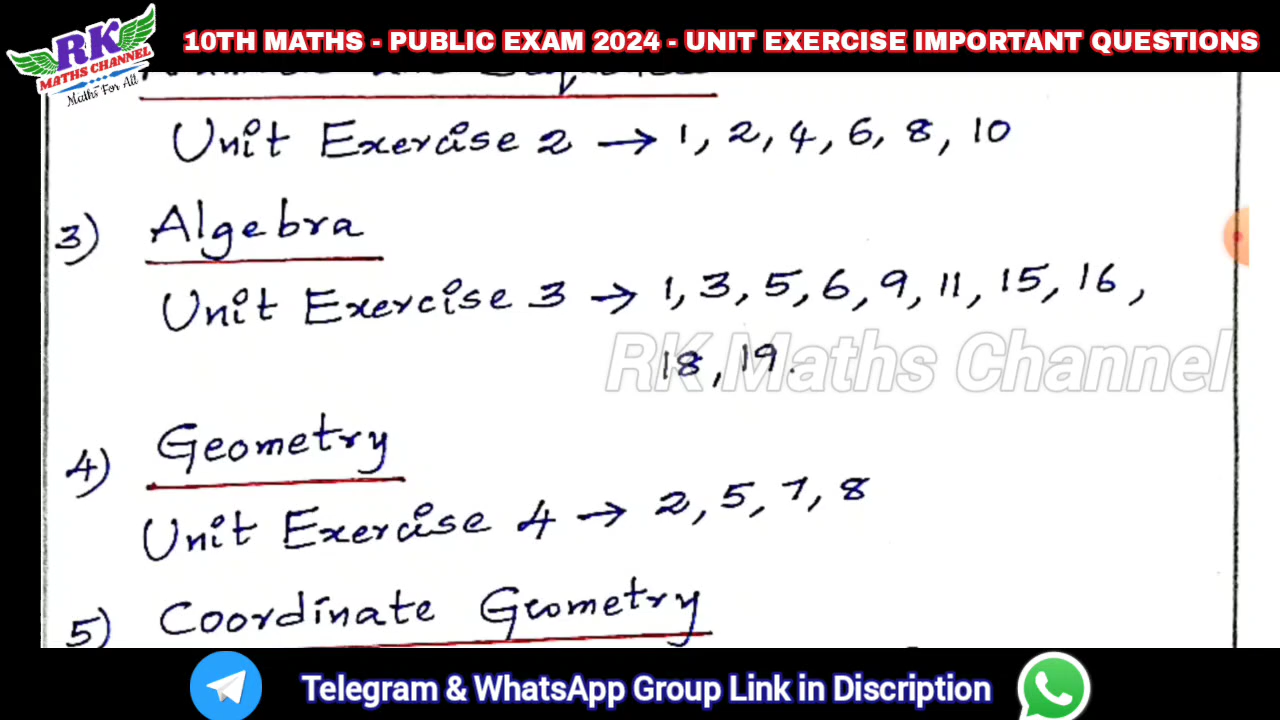 RK
MATHS CHANNEL
Maths For All
10TH MATHS - PUBLIC EXAM 2024 - UNIT EXERCISE IMPORTANT QUESTIONS
Unit Exercise 2 → 1, 2, 4, 6, 8, 10
3) Algebra
Unit Exercise 3 → 1, 3, 5, 6, 9, 11, 15, 16,
18, 19.
RK Maths Channel
4) Geometry
Unit Exercise 4 → 2, 5, 7, 8
5) Coordinate Geometry
Telegram & WhatsApp Group Link in Discription